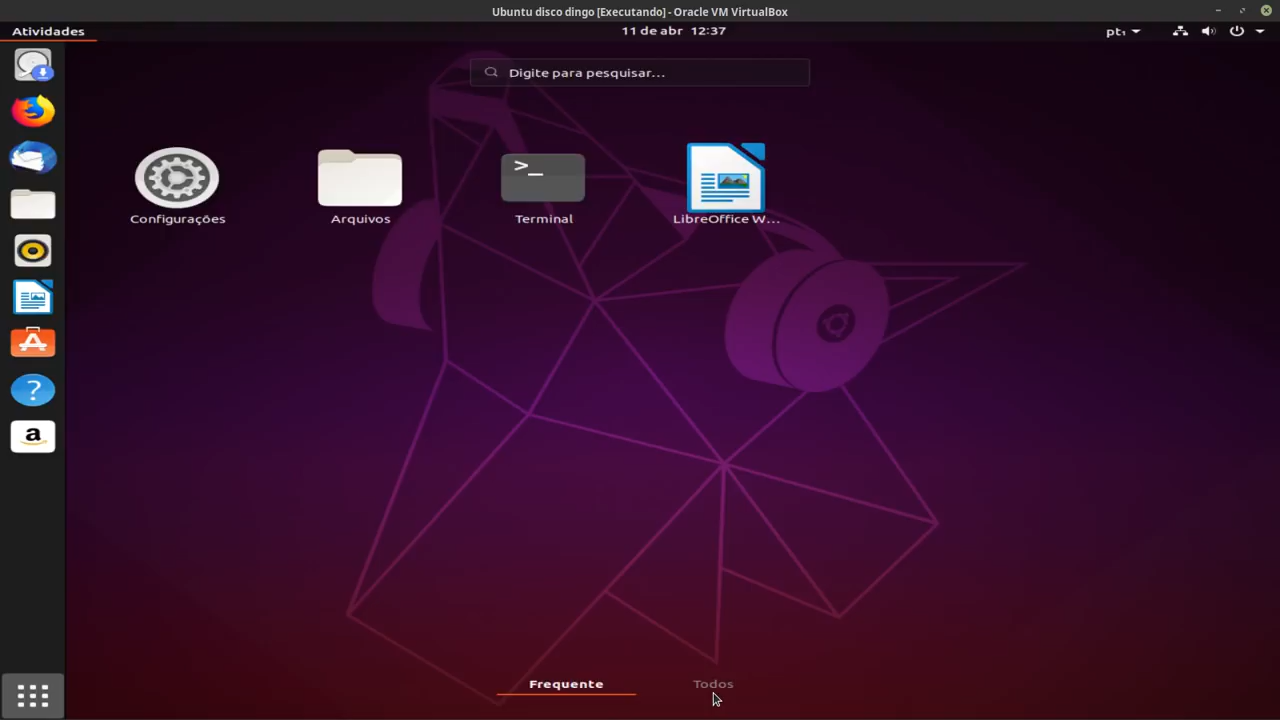 Ubuntu disco dingo [Executando] - Oracle VM VirtualBox
Atividades
11 de abr 12:37
pt₁
Digite para pesquisar...
Configurações
Arquivos
>_
Terminal
LibreOffice W...
?
a
Frequente
Todos